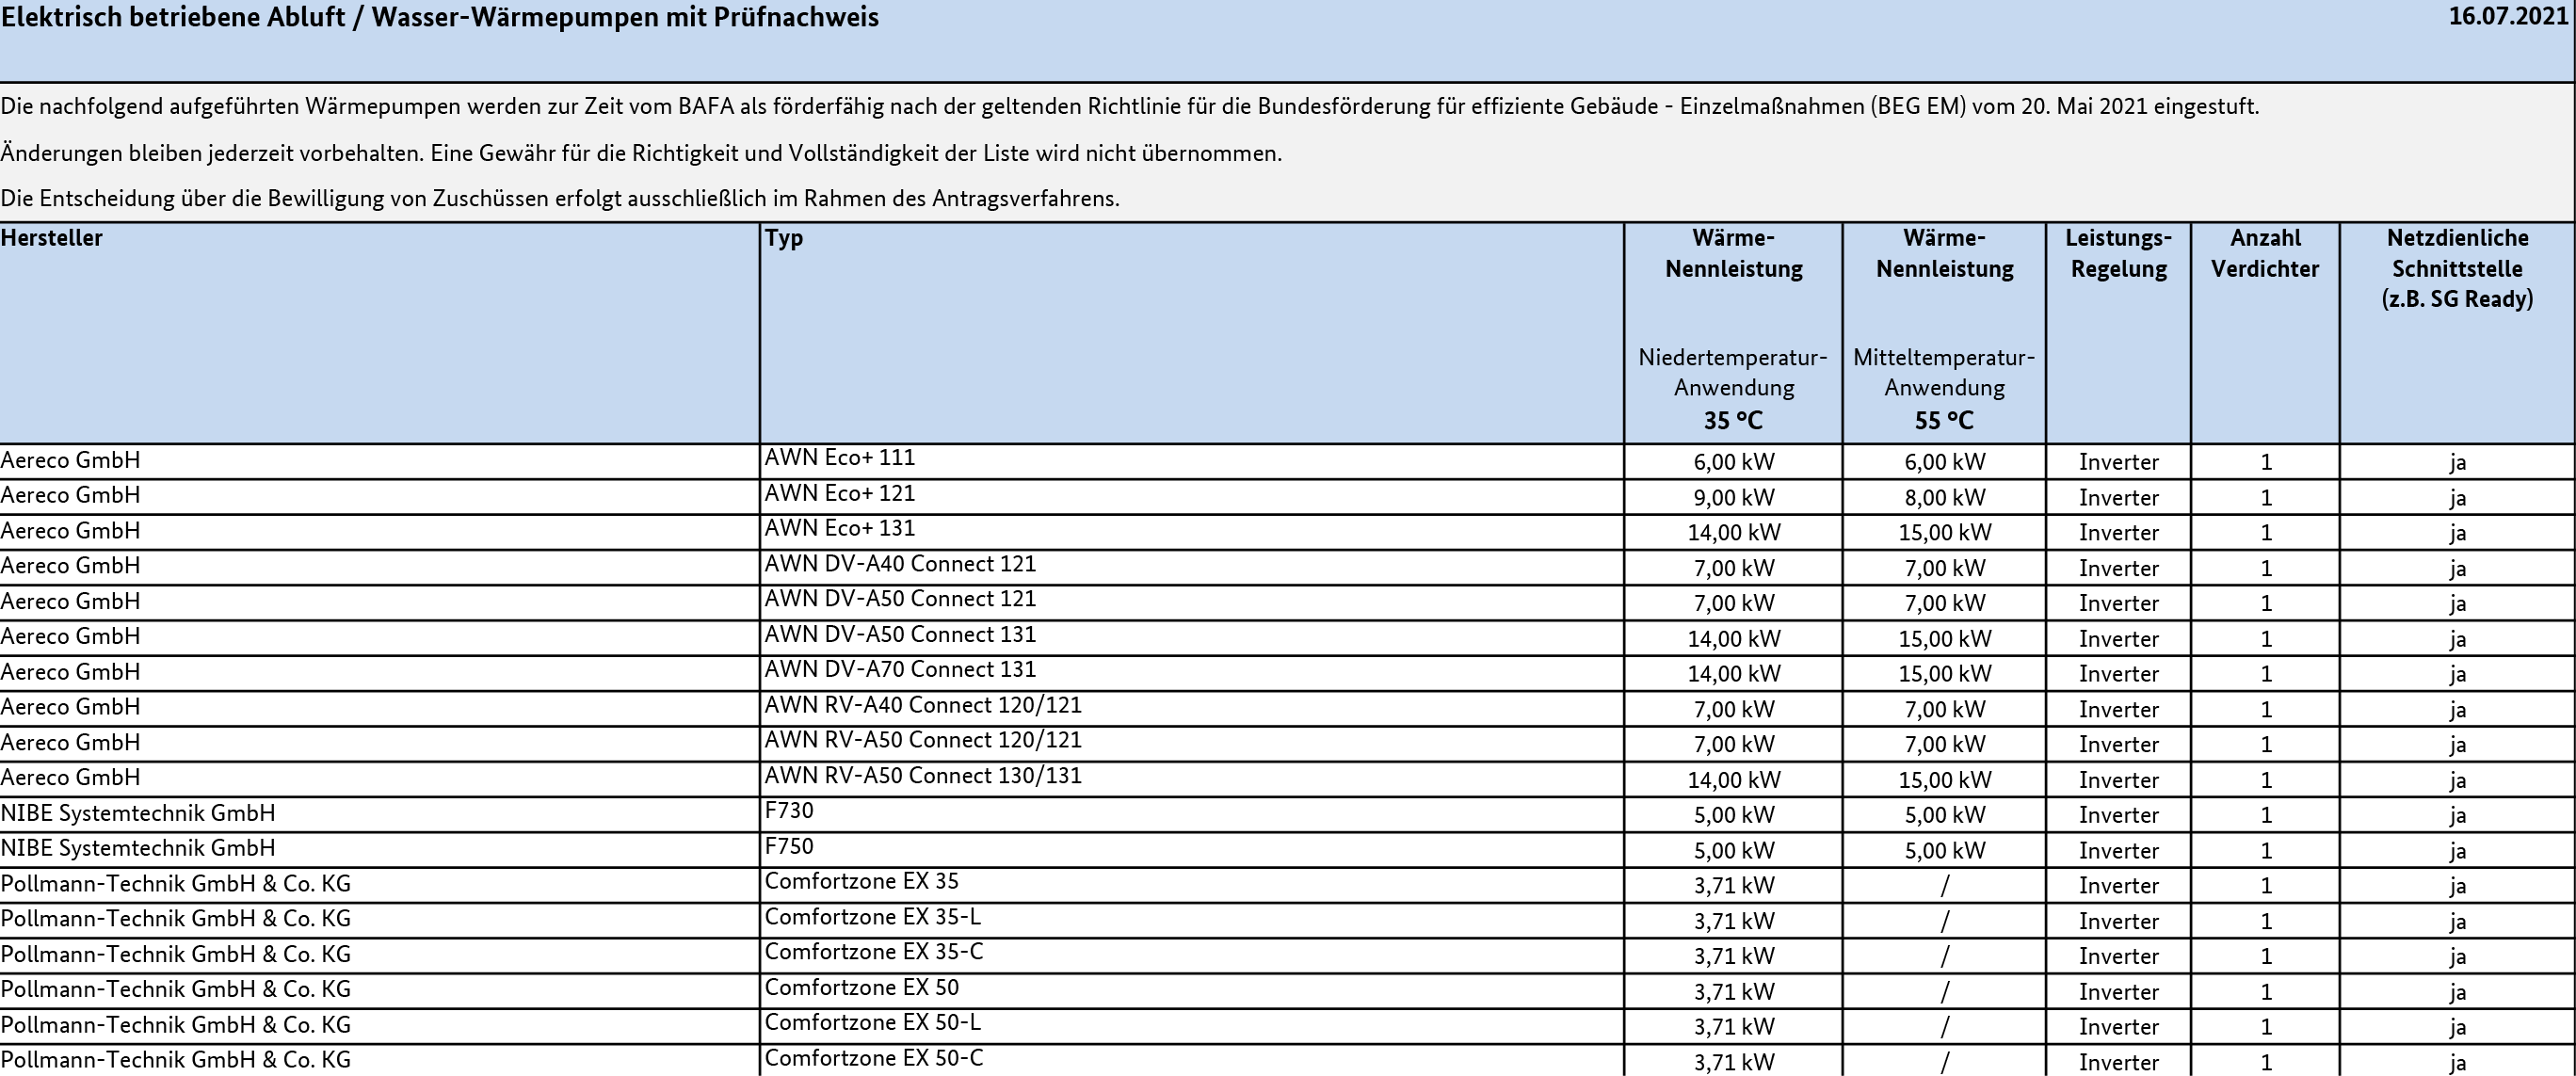 Elektrisch betriebene Abluft / Wasser-Wärmepumpen mit Prüfnachweis 16.07.2021
Die nachfolgend aufgeführten Wärmepumpen werden zur Zeit vom BAFA als förderfähig nach der geltenden Richtlinie für die Bundesförderung für effiziente Gebäude - Einzelmaßnahmen (BEG EM) vom 20. Mai 2021 eingestuft.
Änderungen bleiben jederzeit vorbehalten. Eine Gewähr für die Richtigkeit und Vollständigkeit der Liste wird nicht übernommen.
Die Entscheidung über die Bewilligung von Zuschüssen erfolgt ausschließlich im Rahmen des Antragsverfahrens.
Hersteller Typ Wärme- Wärme- Leistungs- Anzahl Netzdienliche
Nennleistung Nennleistung Regelung Verdichter Schnittstelle
(z.B. SG Ready)
Niedertemperatur- Mitteltemperatur-
Anwendung Anwendung
35 °C 55 °C
Aereco GmbH AWN Eco+ 111 6,00 kW 6,00 kW Inverter 1 ja
Aereco GmbH AWN Eco+ 121 9,00 kW 8,00 kW Inverter 1 ja
Aereco GmbH AWN Eco+ 131 14,00 kW 15,00 kW Inverter 1 ja
Aereco GmbH AWN DV-A40 Connect 121 7,00 kW 7,00 kW Inverter 1 ja
Aereco GmbH AWN DV-A50 Connect 121 7,00 kW 7,00 kW Inverter 1 ja
Aereco GmbH AWN DV-A50 Connect 131 14,00 kW 15,00 kW Inverter 1 ja
Aereco GmbH AWN DV-A70 Connect 131 14,00 kW 15,00 kW Inverter 1 ja
Aereco GmbH AWN RV-A40 Connect 120/121 7,00 kW 7,00 kW Inverter 1 ja
Aereco GmbH AWN RV-A50 Connect 120/121 7,00 kW 7,00 kW Inverter 1 ja
Aereco GmbH AWN RV-A50 Connect 130/131 14,00 kW 15,00 kW Inverter 1 ja
NIBE Systemtechnik GmbH F730 5,00 kW 5,00 kW Inverter 1 ja
NIBE Systemtechnik GmbH F750 5,00 kW 5,00 kW Inverter 1 ja
Pollmann-Technik GmbH & Co. KG Comfortzone EX 35 3,71 kW / Inverter 1 ja
Pollmann-Technik GmbH & Co. KG Comfortzone EX 35-L 3,71 kW / Inverter 1 ja
Pollmann-Technik GmbH & Co. KG Comfortzone EX 35-C 3,71 kW / Inverter 1 ja
Pollmann-Technik GmbH & Co. KG Comfortzone EX 50 3,71 kW / Inverter 1 ja
Pollmann-Technik GmbH & Co. KG Comfortzone EX 50-L 3,71 kW / Inverter 1 ja
Pollmann-Technik GmbH & Co. KG Comfortzone EX 50-C 3,71 kW / Inverter 1 ja